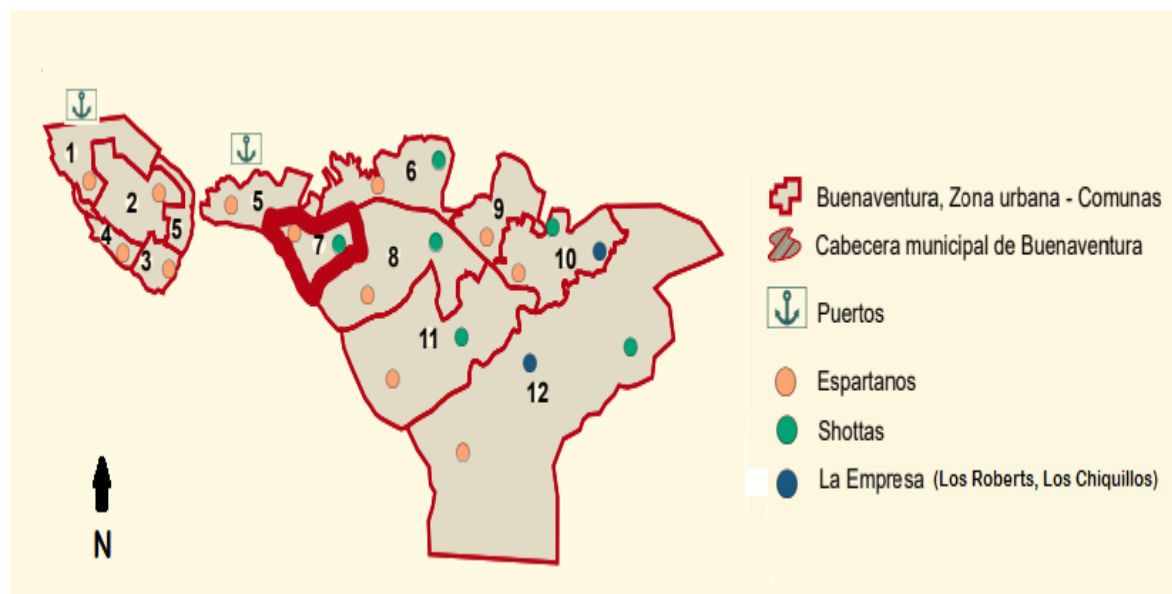 1
2
5
4
3
5
6
7
8
9
10
11
12
N
Buenaventura, Zona urbana - Comunas
Cabecera municipal de Buenaventura
Puertos
Espartanos
Shottas
La Empresa (Los Roberts, Los Chiquillos)